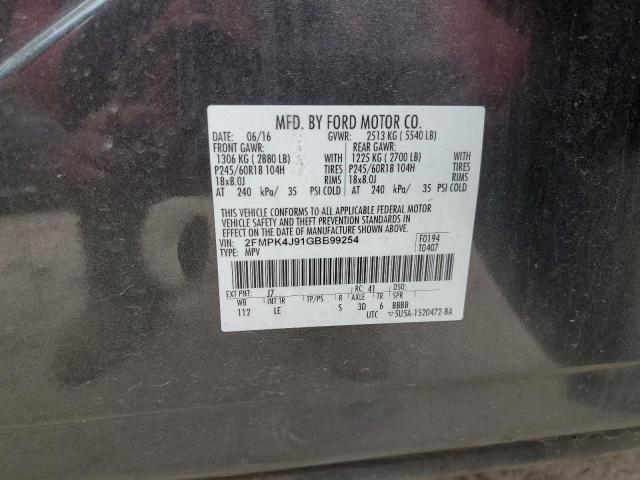 MFD. BY FORD MOTOR CO.
DATE: 06/16 GVWR: 2513 KG ( 5540 LB)
FRONT GAWR: REAR GAWR:
1306 KG ( 2880 LB) WITH 1225 KG ( 2700 LB) WITH
P245/60R18 104H TIRES P245/60R18 104H TIRES
18x8.0J RIMS 18x8.0J RIMS
AT 240 kPa/ 35 PSI COLD AT 240 kPa/ 35 PSI COLD
THIS VEHICLE CONFORMS TO ALL APPLICABLE FEDERAL MOTOR
VEHICLE SAFETY AND THEFT PREVENTION STANDARDS IN
EFFECT ON THE DATE OF MANUFACTURE SHOWN ABOVE.
VIN: 2FMPK4J91GBB99254 F0194
TYPE: MPV T0407
EXT PNT: J7 RC: 41 DSO:
WB INT TR TP/PS R AXLE TR SPR
112 LE S 3D 6 BBBB
UTC 5USA-1520472-BA